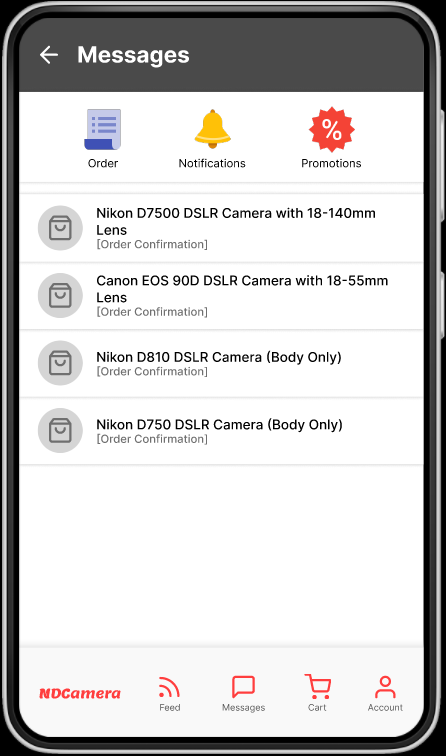 Messages
%
Order
Notifications
Promotions
Nikon D7500 DSLR Camera with 18-140mm
Lens
[Order Confirmation]
Canon EOS 90D DSLR Camera with 18-55mm
Lens
[Order Confirmation]
Nikon D810 DSLR Camera (Body Only)
[Order Confirmation]
Nikon D750 DSLR Camera (Body Only)
[Order Confirmation]
NDCamera
Feed
Messages
Cart
Account